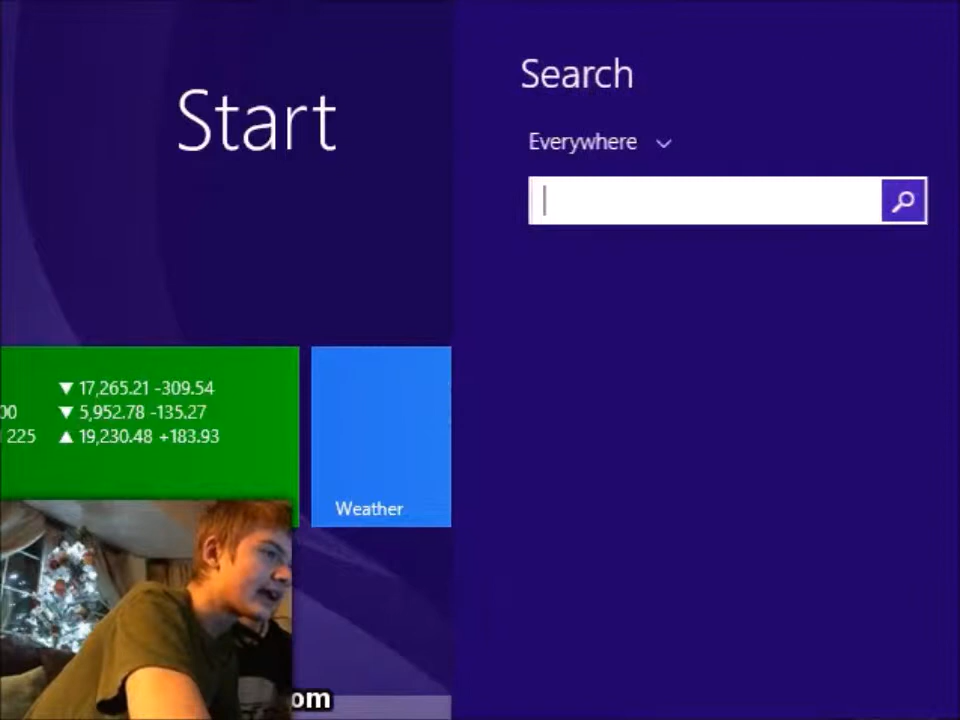 Start
Search
Everywhere
17,265.21 -309.54
00 5,952.78 -135.27
225 19,230.48 +183.93
Weather
om